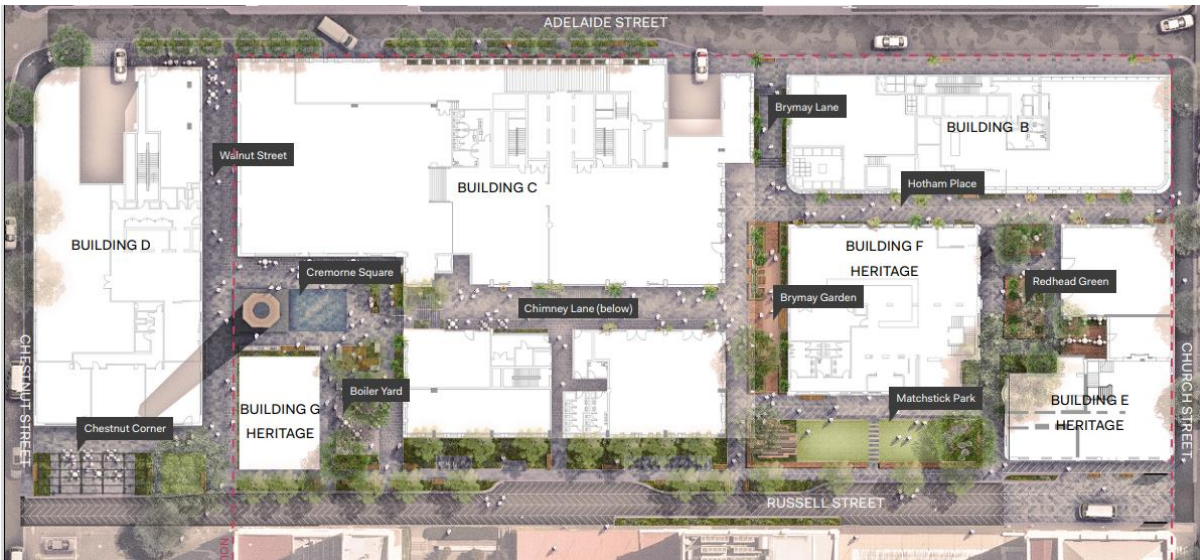 ADELAIDE STREET
Brymay Lane
BUILDING B
Walnut Street
BUILDING C
Hotham Place
BUILDING D
BUILDING F
HERITAGE
Cremorne Square
Redhead Green
Brymay Garden
Chimney Lane (below)
CHESTNUT STREET
CHURCH STREET
Boiler Yard
Matchstick Park
BUILDING G
HERITAGE
BUILDING E
HERITAGE
Chestnut Corner
RUSSELL STREET